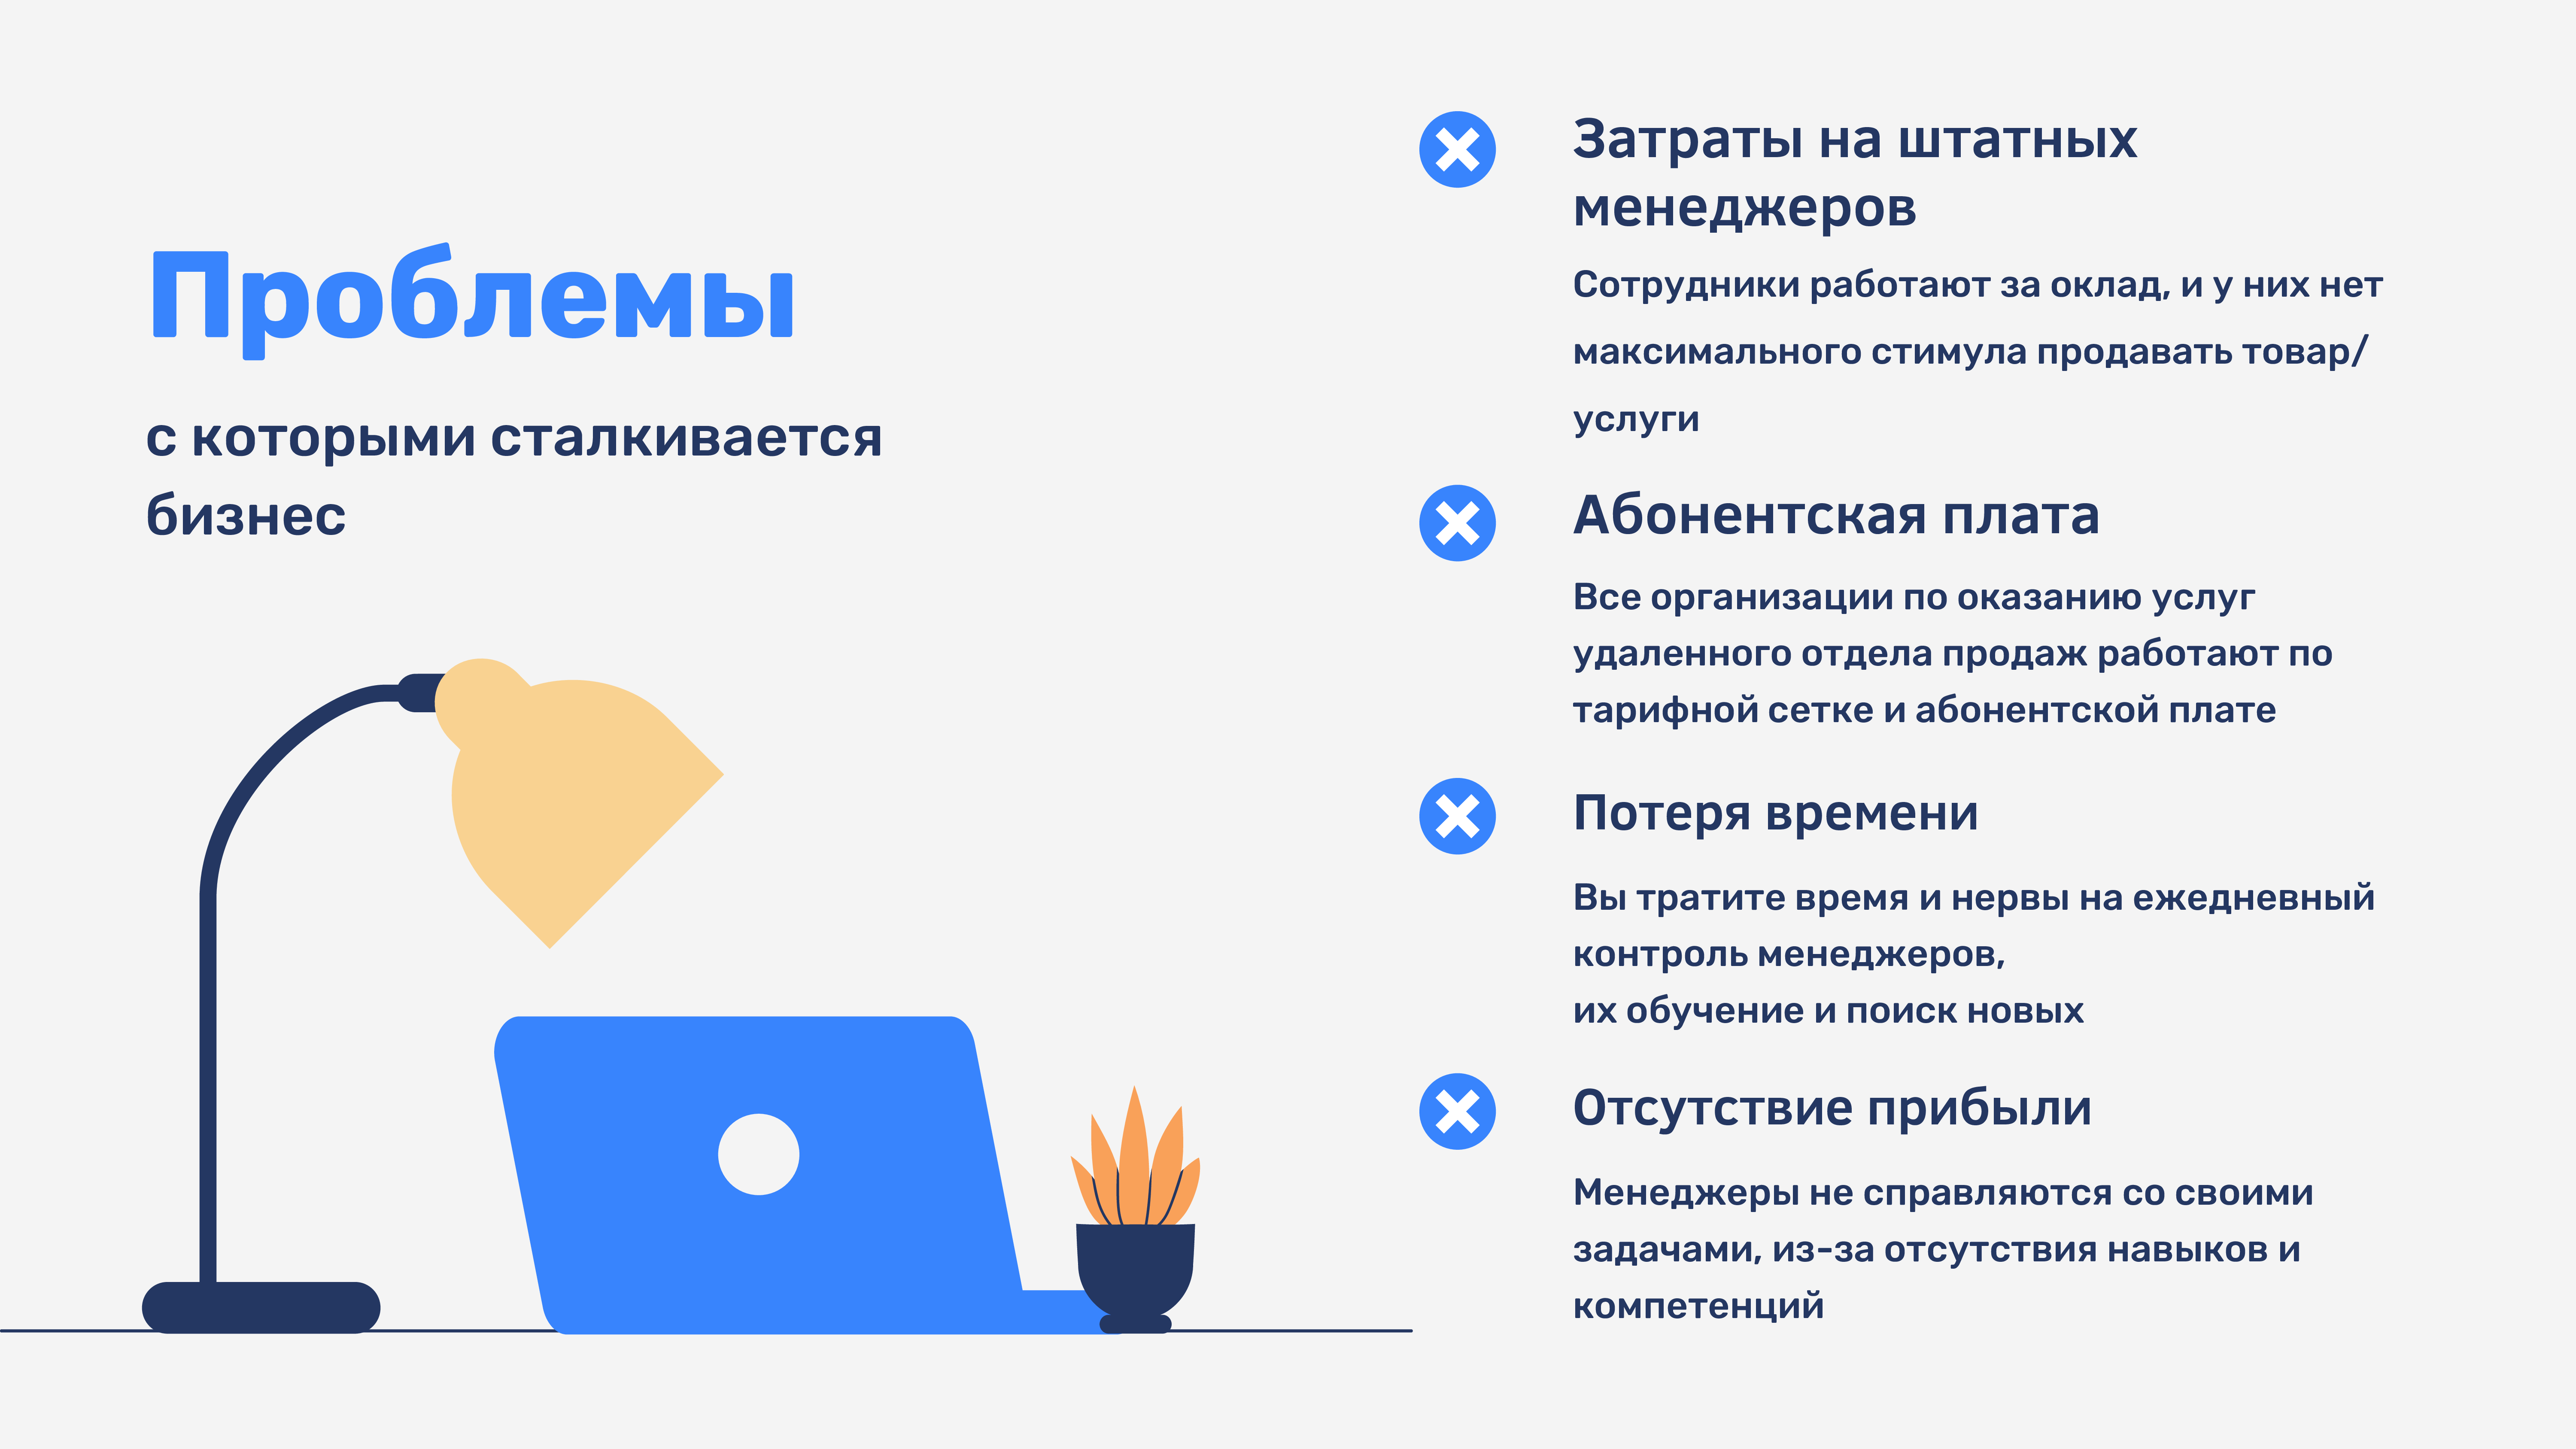 Проблемы
с которыми сталкивается
бизнес
Затраты на штатных
менеджеров
Сотрудники работают за оклад, и у них нет
максимального стимула продавать товар/
услуги
Абонентская плата
Все организации по оказанию услуг
удаленного отдела продаж работают по
тарифной сетке и абонентской плате
Потеря времени
Вы тратите время и нервы на ежедневный
контроль менеджеров,
их обучение и поиск новых
Отсутствие прибыли
Менеджеры не справляются со своими
задачами, из-за отсутствия навыков и
компетенций